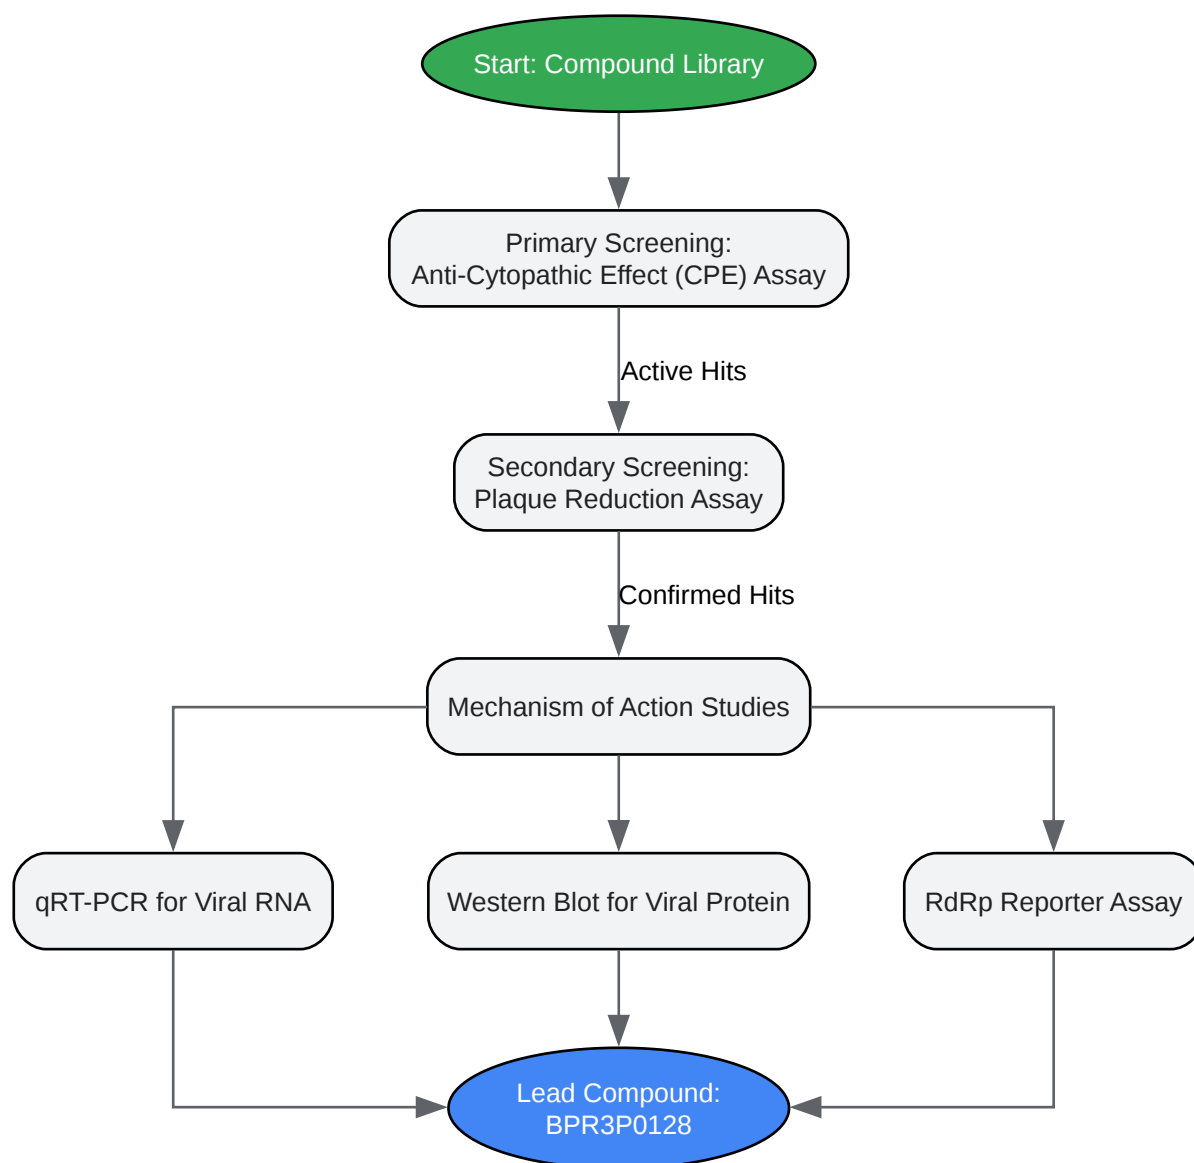 Start: Compound Library
Primary Screening:
Anti-Cytopathic Effect (CPE) Assay
Active Hits
Secondary Screening:
Plaque Reduction Assay
Confirmed Hits
Mechanism of Action Studies
qRT-PCR for Viral RNA
Western Blot for Viral Protein
RdRp Reporter Assay
Lead Compound:
BPR3P0128